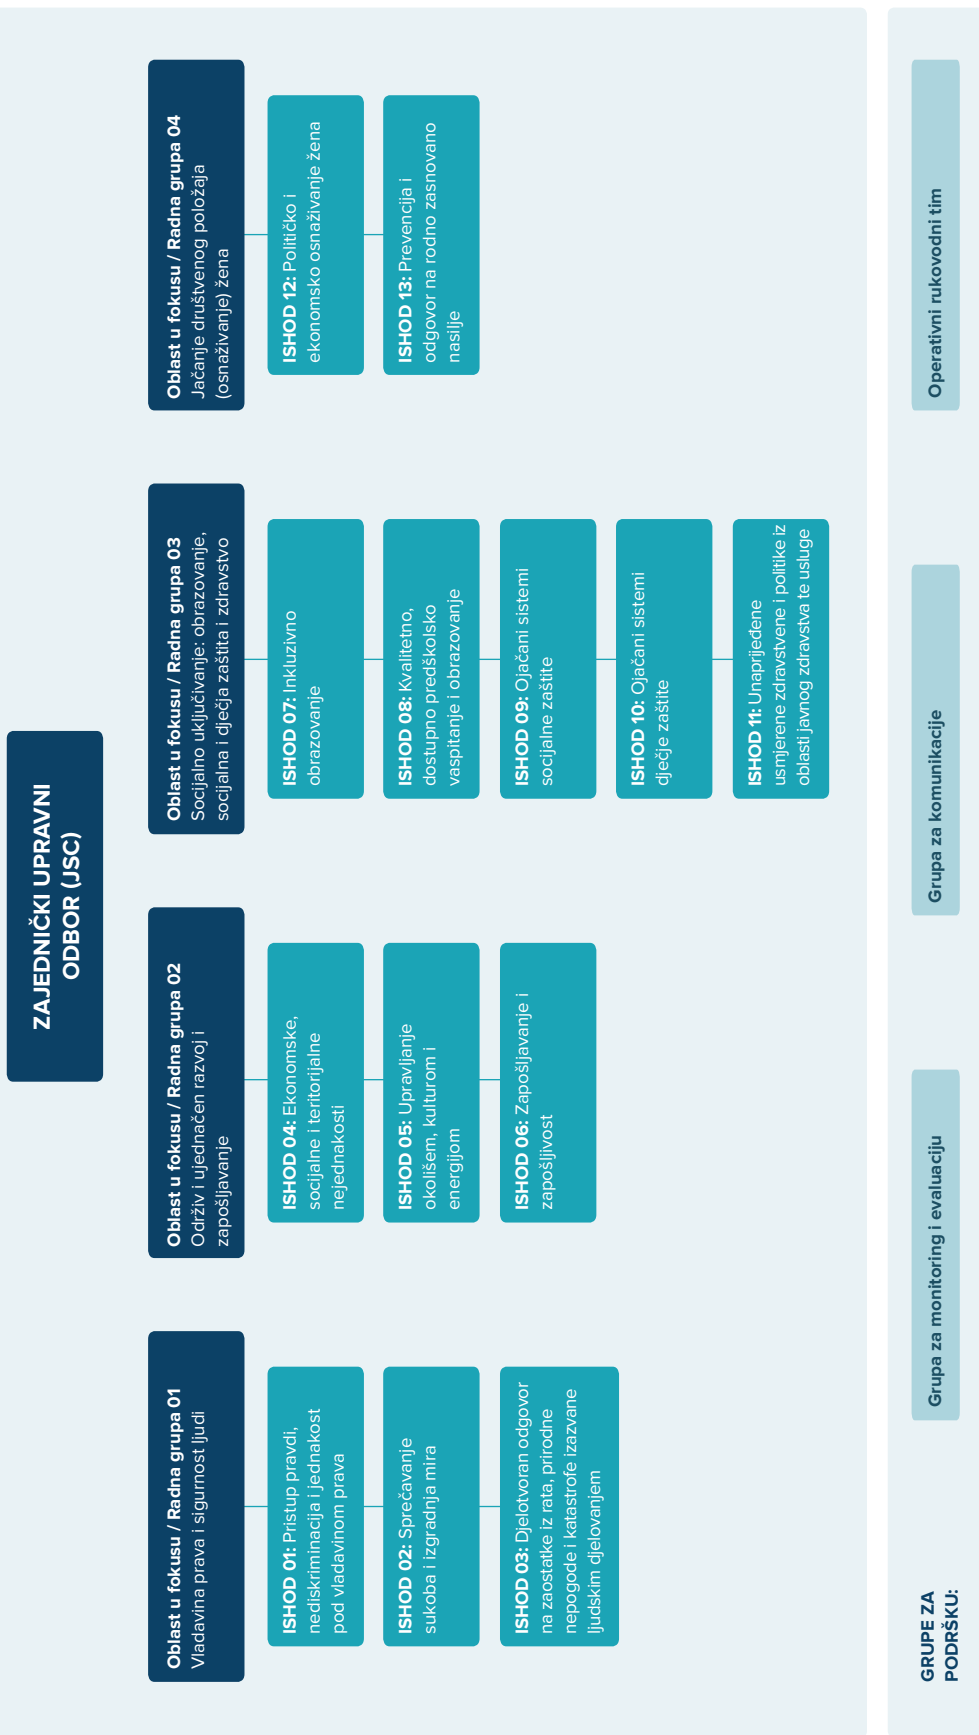 ZAJEDNIČKI UPRAVNI
ODBOR (JSC)
Oblast u fokusu / Radna grupa 01
Vladavina prava i sigurnost ljudi
ISHOD 01: Pristup pravdi,
nediskriminacija i jednakost
pod vladavinom prava
ISHOD 02: Sprečavanje
sukoba i izgradnja mira
ISHOD 03: Djelotvoran odgovor
na zaostatke iz rata, prirodne
nepogode i katastrofe izazvane
ljudskim djelovanjem
Oblast u fokusu / Radna grupa 02
Održiv i ujednačen razvoj i
zapošljavanje
ISHOD 04: Ekonomske,
socijalne i teritorijalne
nejednakosti
ISHOD 05: Upravljanje
okolišem, kulturom i
energijom
ISHOD 06: Zapošljavanje i
zapošljivost
Oblast u fokusu / Radna grupa 03
Socijalno uključivanje: obrazovanje,
socijalna i dječja zaštita i zdravstvo
ISHOD 07: Inkluzivno
obrazovanje
ISHOD 08: Kvalitetno,
dostupno predškolsko
vaspitanje i obrazovanje
ISHOD 09: Ojačani sistemi
socijalne zaštite
ISHOD 10: Ojačani sistemi
dječje zaštite
ISHOD 11: Unaprijeđene
usmjerene zdravstvene i politike iz
oblasti javnog zdravstva te usluge
Oblast u fokusu / Radna grupa 04
Jačanje društvenog položaja
(osnaživanje) žena
ISHOD 12: Političko i
ekonomsko osnaživanje žena
ISHOD 13: Prevencija i
odgovor na rodno zasnovano
nasilje
GRUPE ZA
PODRŠKU:
Grupa za monitoring i evaluaciju
Grupa za komunikacije
Operativni rukovodni tim